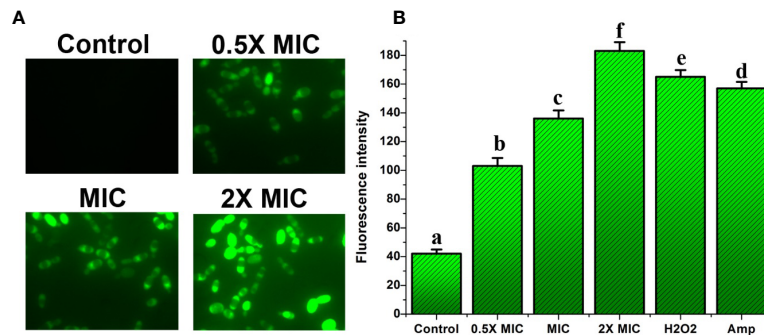 A
Control
0.5X MIC
MIC
2X MIC
B
Fluorescence intensity
180
160
140
120
100
80
60
40
20
0
a
b
c
f
e
d
Control
0.5X MIC
MIC
2X MIC
H2O2
Amp